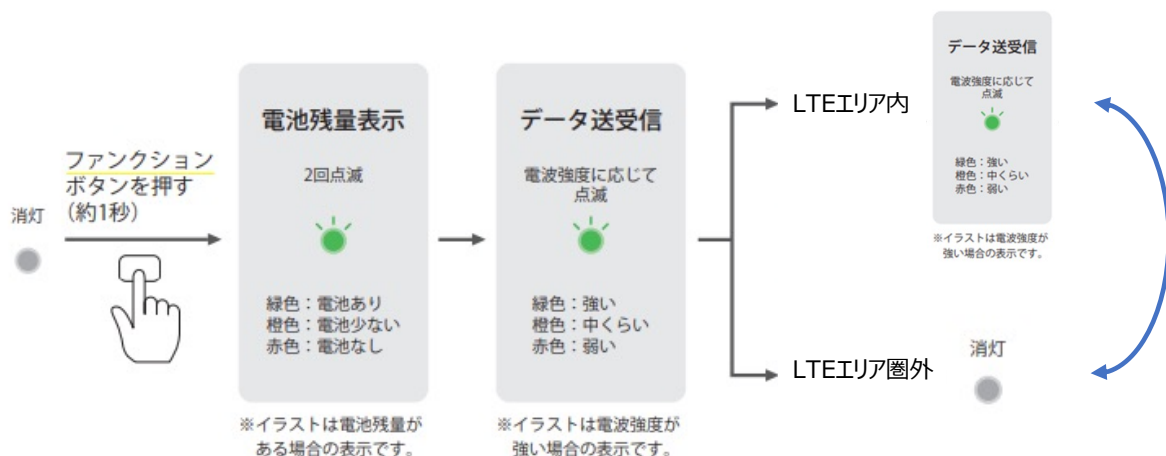 消灯
ファンクション
ボタンを押す
（約1秒）
電池残量表示
2回点滅
緑色：電池あり
橙色：電池少ない
赤色：電池なし
※イラストは電池残量が
ある場合の表示です。
データ送受信
電波強度に応じて
点滅
緑色：強い
橙色：中くらい
赤色：弱い
※イラストは電波強度が
強い場合の表示です。
LTEエリア内
データ送受信
電波強度に応じて
点滅
緑色：強い
橙色：中くらい
赤色：弱い
※イラストは電波強度が
強い場合の表示です。
LTEエリア圏外
消灯